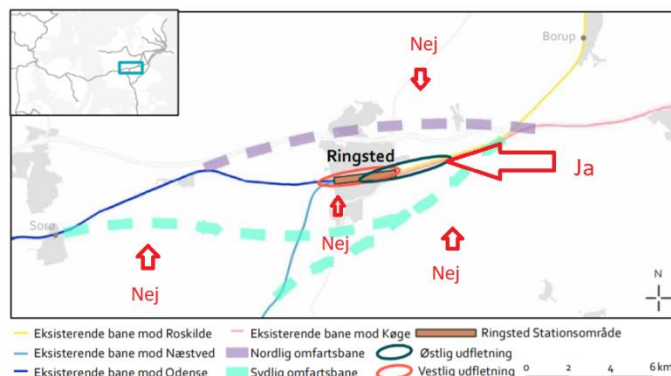 Nej
Borup
Ringsted
Ja
Sorø
Nej
Nej
Nej
N
Eksisterende bane mod Roskilde
Eksisterende bane mod Køge
Ringsted Stationsområde
Eksisterende bane mod Næstved
Nordlig omfartsbane
Østlig udfletning
Eksisterende bane mod Odense
Sydlig omfartsbane
Vestlig udfletning
0 2 4 6 km